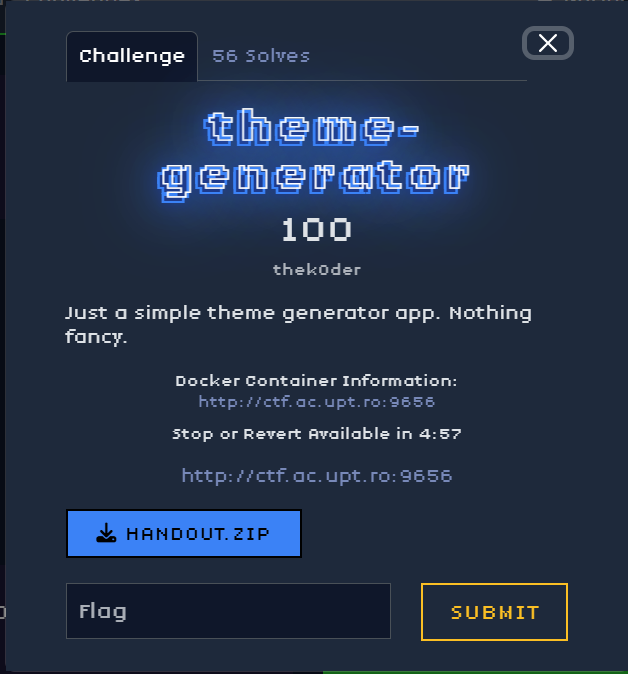 Challenge
56 Solves
theme-
generator
100
thek0der
Just a simple theme generator app. Nothing
fancy.
Docker Container Information:
http://ctf.ac.upt.ro:9656
Stop or Revert Available in 4:57
http://ctf.ac.upt.ro:9656
HANDOUT.ZIP
Flag
SUBMIT